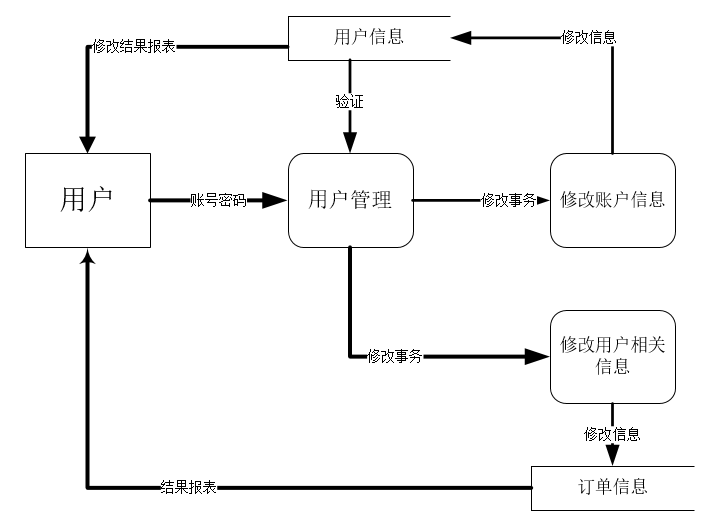 用户信息
修改结果报表
修改信息
验证
用户
账号密码
用户管理
修改事务
修改账户信息
修改事务
修改用户相关
信息
修改信息
结果报表
订单信息